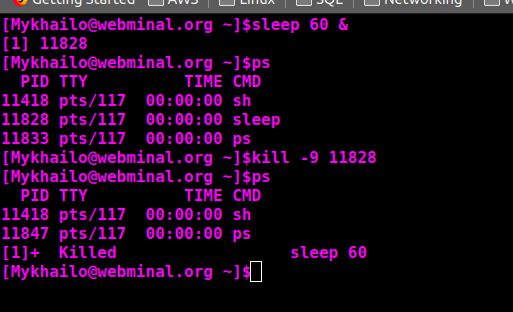 Getting Started AWS Linux SQL Networking
[Mykhailo@webminal.org ~]$sleep 60 &
[1] 11828
[Mykhailo@webminal.org ~]$ps
  PID TTY          TIME CMD
11418 pts/117  00:00:00 sh
11828 pts/117  00:00:00 sleep
11833 pts/117  00:00:00 ps
[Mykhailo@webminal.org ~]$kill -9 11828
[Mykhailo@webminal.org ~]$ps
  PID TTY          TIME CMD
11418 pts/117  00:00:00 sh
11847 pts/117  00:00:00 ps
[1]+  Killed                  sleep 60
[Mykhailo@webminal.org ~]$